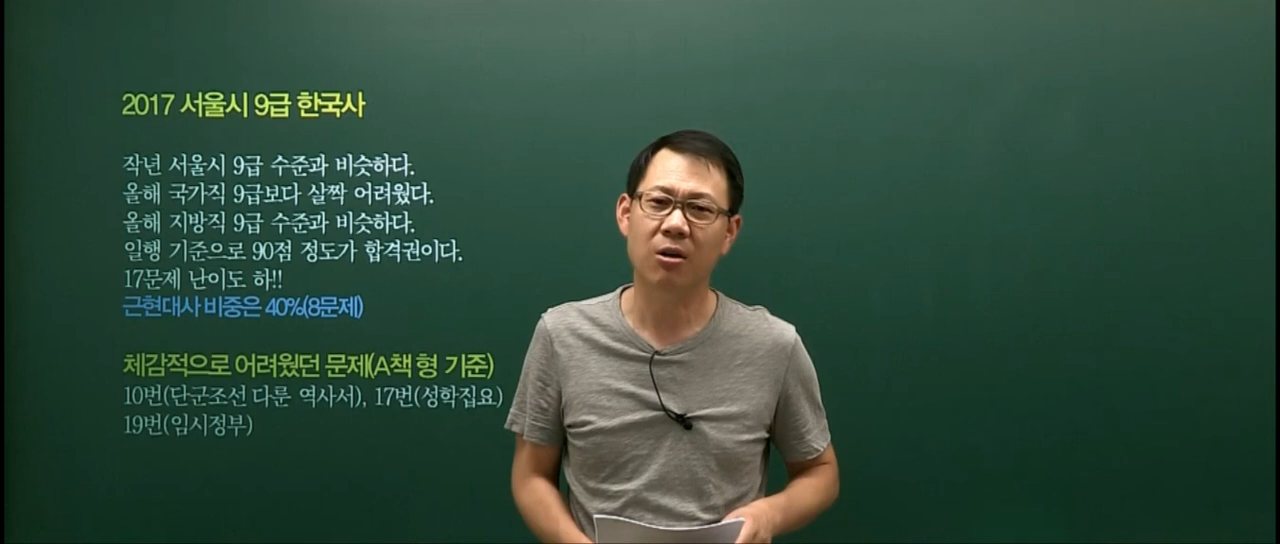 2017 서울시 9급 한국사
작년 서울시 9급 수준과 비슷하다.
올해 국가직 9급보다 살짝 어려웠다.
올해 지방직 9급 수준과 비슷하다.
일행 기준으로 90점 정도가 합격권이다.
17문제 난이도 하!!
근현대사 비중은 40%(8문제)
체감적으로 어려웠던 문제(A책 형 기준)
10번(단군조선 다룬 역사서), 17번(성학집요)
19번(임시정부)